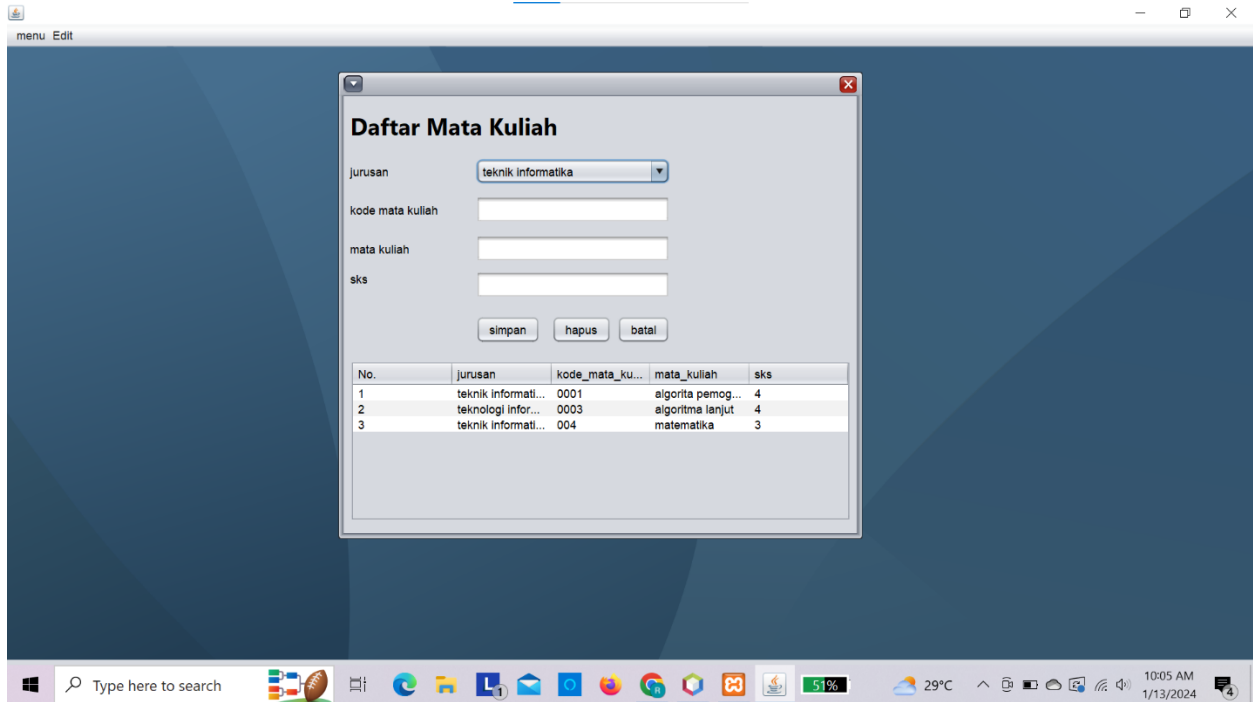 menu Edit
Daftar Mata Kuliah
jurusan teknik informatika
kode mata kuliah
mata kuliah
sks
simpan hapus batal
No. jurusan kode_mata_ku... mata_kuliah sks
1 teknik informati... 0001 algorita pemog... 4
2 teknologi infor... 0003 algoritma lanjut 4
3 teknik informati... 004 matematika 3
Type here to search L 1 51% 29°C 10:05 AM
1/13/2024 4